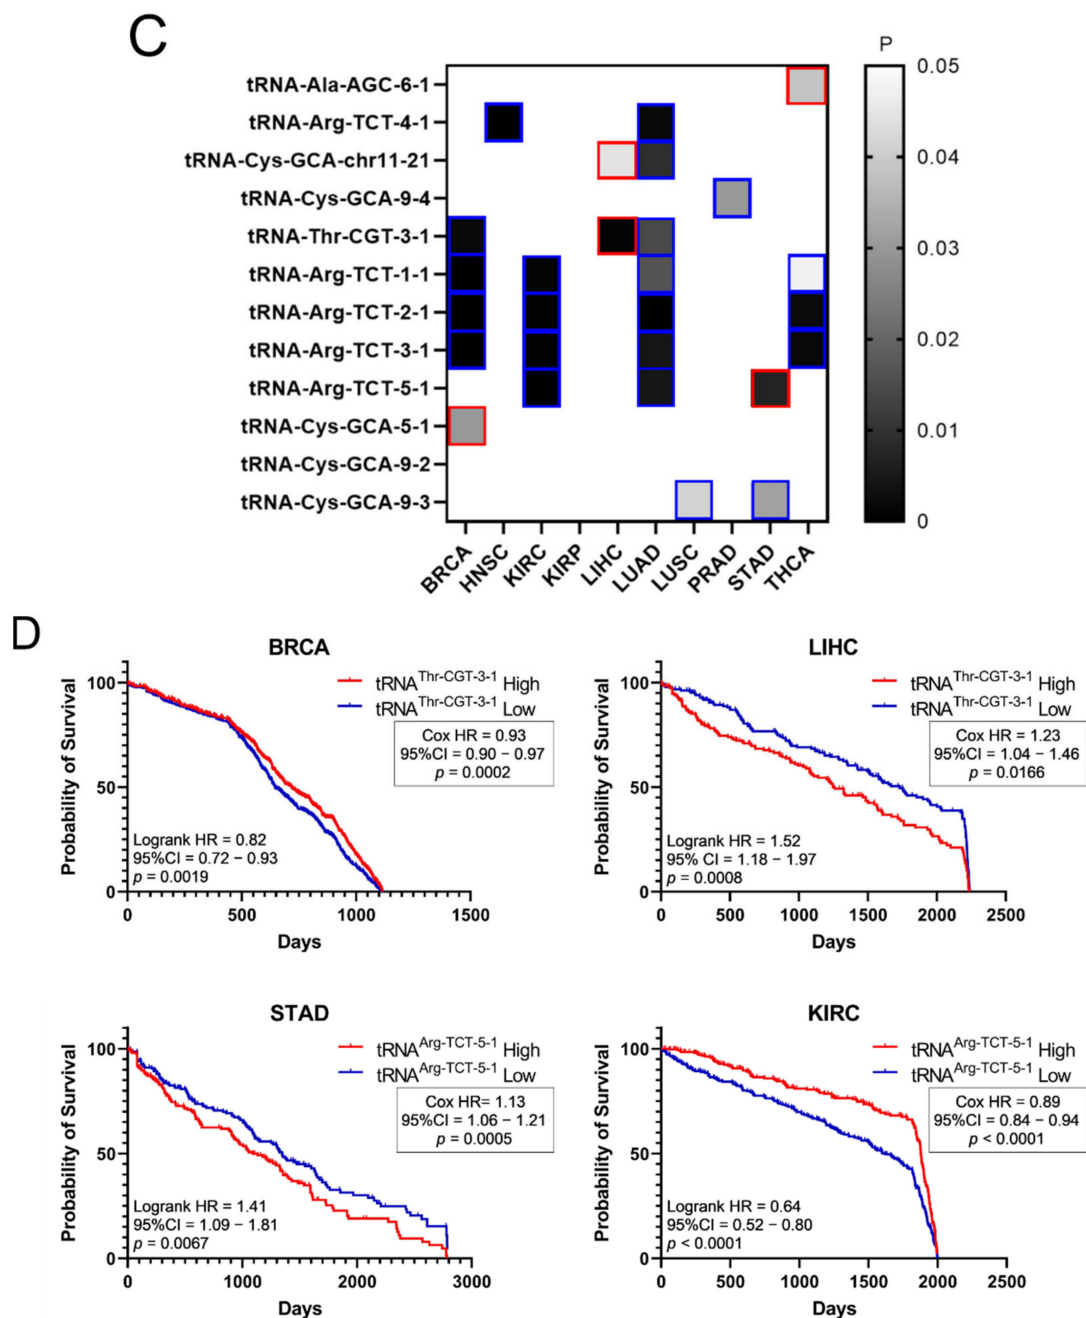 C
P
tRNA-Ala-AGC-6-1
tRNA-Arg-TCT-4-1
tRNA-Cys-GCA-chr11-21
tRNA-Cys-GCA-9-4
tRNA-Thr-CGT-3-1
tRNA-Arg-TCT-1-1
tRNA-Arg-TCT-2-1
tRNA-Arg-TCT-3-1
tRNA-Arg-TCT-5-1
tRNA-Cys-GCA-5-1
tRNA-Cys-GCA-9-2
tRNA-Cys-GCA-9-3
0.05
0.04
0.03
0.02
0.01
0
BRCA
HNSC
KIRC
KIRP
LIHC
LUAD
LUSC
PRAD
STAD
THCA
D
BRCA
tRNA^Thr-CGT-3-1 High
tRNA^Thr-CGT-3-1 Low
Cox HR = 0.93
95%CI = 0.90 – 0.97
p = 0.0002
Logrank HR = 0.82
95%CI = 0.72 – 0.93
p = 0.0019
Probability of Survival
100
50
0
0 500 1000 1500
Days
LIHC
tRNA^Thr-CGT-3-1 High
tRNA^Thr-CGT-3-1 Low
Cox HR = 1.23
95%CI = 1.04 – 1.46
p = 0.0166
Logrank HR = 1.52
95% CI = 1.18 – 1.97
p = 0.0008
Probability of Survival
100
50
0
0 500 1000 1500 2000 2500
Days
STAD
tRNA^Arg-TCT-5-1 High
tRNA^Arg-TCT-5-1 Low
Cox HR= 1.13
95%CI = 1.06 – 1.21
p = 0.0005
Logrank HR = 1.41
95%CI = 1.09 – 1.81
p = 0.0067
Probability of Survival
100
50
0
0 1000 2000 3000
Days
KIRC
tRNA^Arg-TCT-5-1 High
tRNA^Arg-TCT-5-1 Low
Cox HR = 0.89
95%CI = 0.84 – 0.94
p < 0.0001
Logrank HR = 0.64
95%CI = 0.52 – 0.80
p < 0.0001
Probability of Survival
100
50
0
0 500 1000 1500 2000 2500
Days